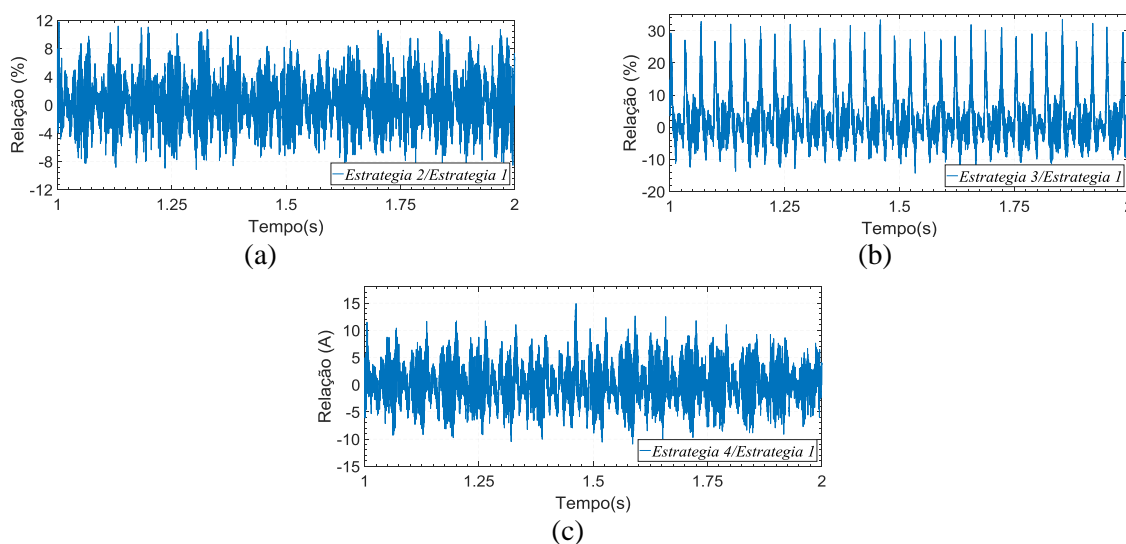 12
8
4
0
-4
-8
-12
Relação (%)
Estrategia 2/Estrategia 1
1
1.25
1.5
1.75
2
Tempo(s)
(a)
30
20
10
0
-10
-20
Relação (%)
Estrategia 3/Estrategia 1
1
1.25
1.5
1.75
2
Tempo(s)
(b)
15
10
5
0
-5
-10
-15
Relação (A)
Estrategia 4/Estrategia 1
1
1.25
1.5
1.75
2
Tempo(s)
(c)